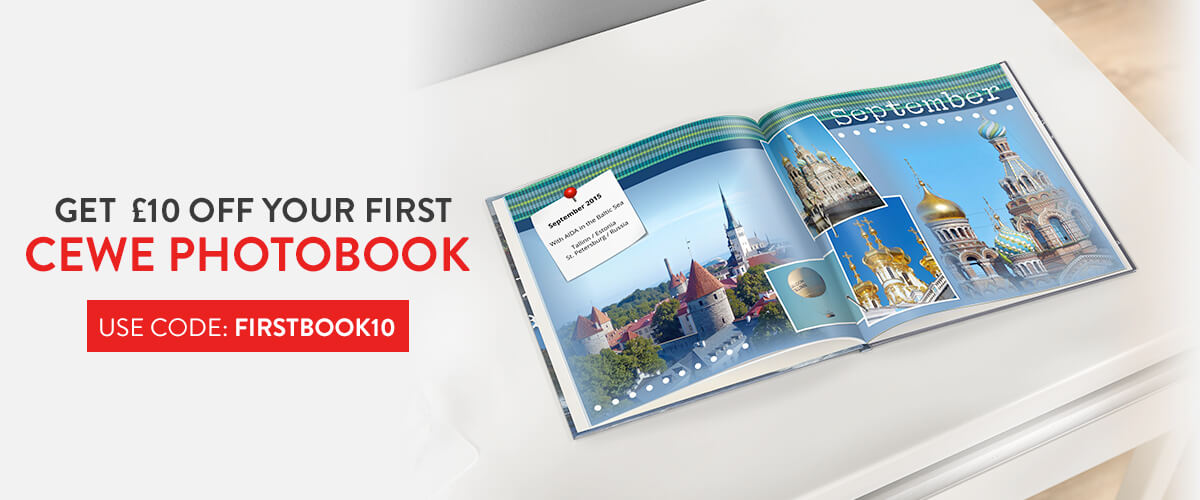 GET £10 OFF YOUR FIRST
CEWE PHOTOBOOK
USE CODE: FIRSTBOOK10
September 2015
With AIDA in the Baltic Sea
Tallinn / Estonia
St. Petersburg / Russia
September